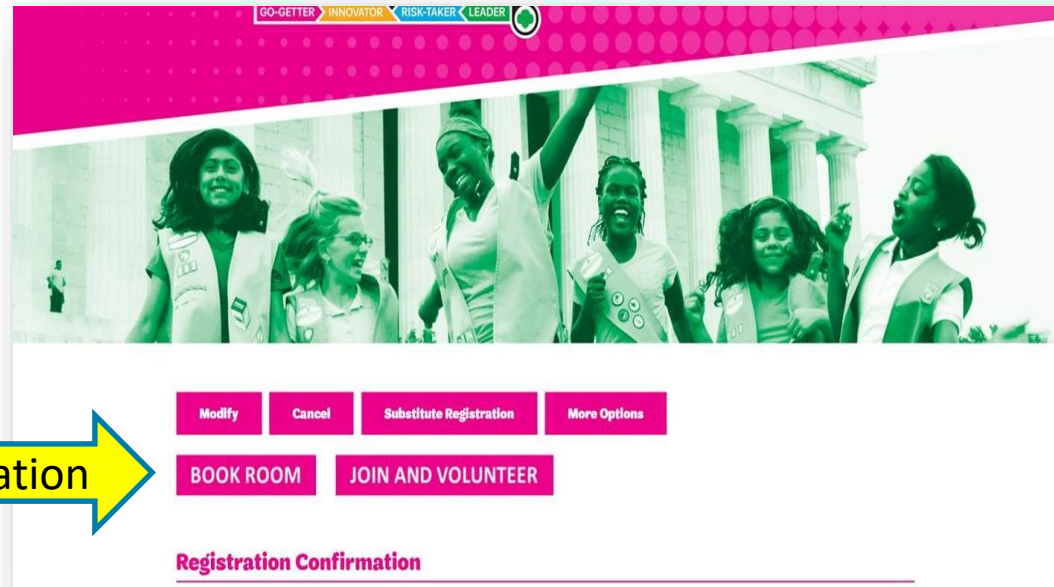 GO-GETTER INNOVATOR RISK-TAKER LEADER
Modify Cancel Substitute Registration More Options
ation BOOK ROOM JOIN AND VOLUNTEER
Registration Confirmation